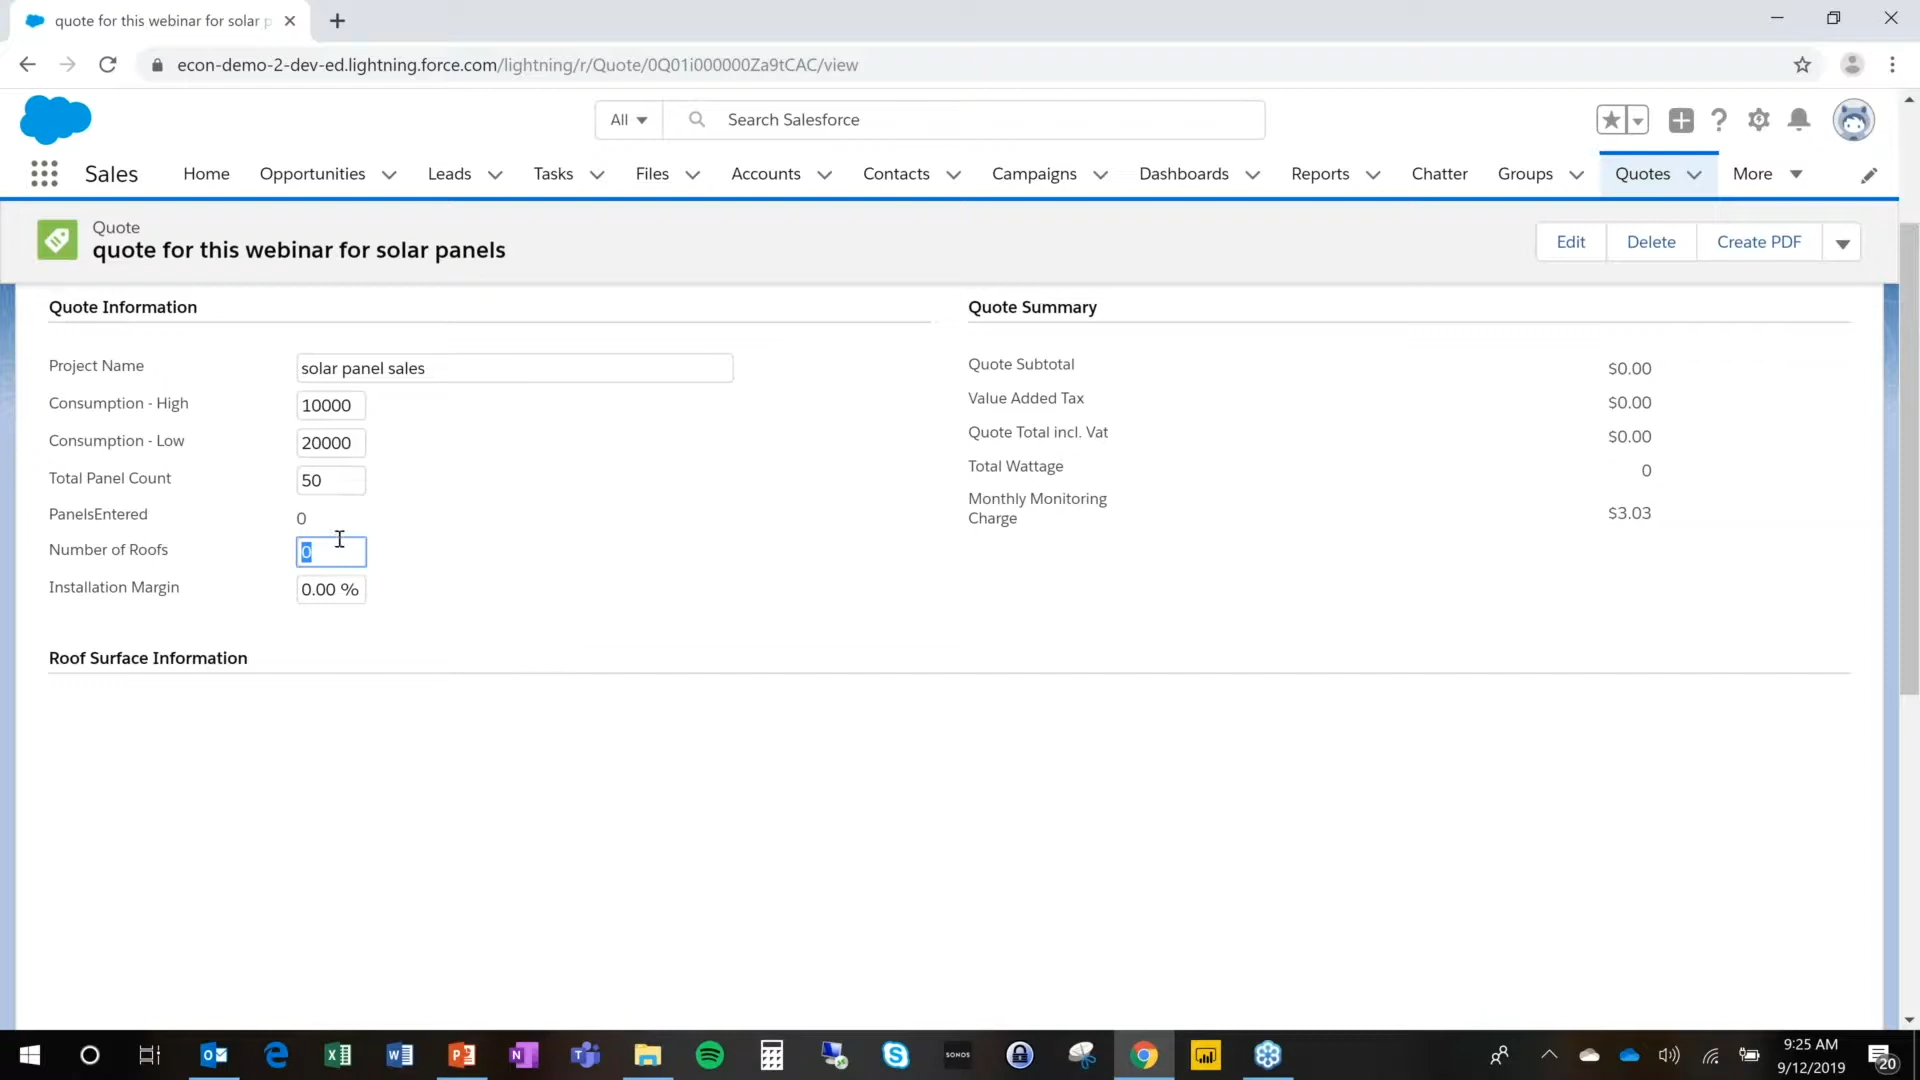 quote for this webinar for solar p
econ-demo-2-dev-ed.lightning.force.com/lightning/r/Quote/0Q01i000000Za9tCAC/view
All
Search Salesforce
Sales
Home
Opportunities
Leads
Tasks
Files
Accounts
Contacts
Campaigns
Dashboards
Reports
Chatter
Groups
Quotes
More
Quote
quote for this webinar for solar panels
Edit
Delete
Create PDF
Quote Information
Project Name
solar panel sales
Consumption - High
10000
Consumption - Low
20000
Total Panel Count
50
PanelsEntered
0
Number of Roofs
0
Installation Margin
0.00 %
Quote Summary
Quote Subtotal
$0.00
Value Added Tax
$0.00
Quote Total incl. Vat
$0.00
Total Wattage
0
Monthly Monitoring
Charge
$3.03
Roof Surface Information
SONOS
9:25 AM
9/12/2019
20